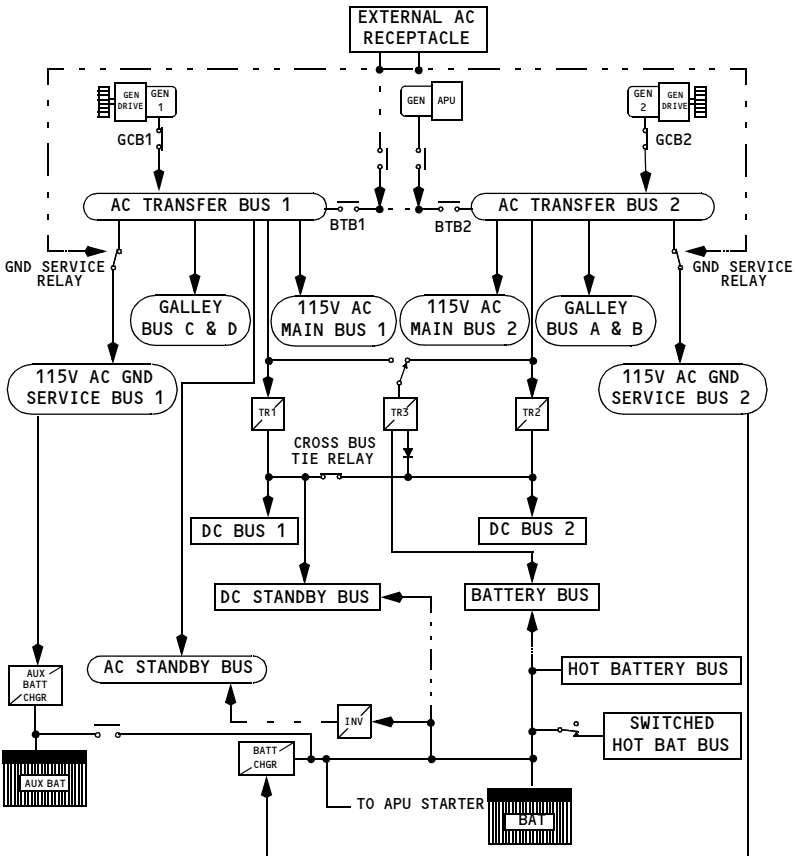 EXTERNAL AC
RECEPTACLE
GEN
DRIVE
GEN
1
GEN
APU
GEN
2
GEN
DRIVE
GCB1
GCB2
AC TRANSFER BUS 1
AC TRANSFER BUS 2
BTB1
BTB2
GND SERVICE
RELAY
GND SERVICE
RELAY
GALLEY
BUS C & D
115V AC
MAIN BUS 1
115V AC
MAIN BUS 2
GALLEY
BUS A & B
115V AC GND
SERVICE BUS 1
115V AC GND
SERVICE BUS 2
TR1
TR3
TR2
CROSS BUS
TIE RELAY
DC BUS 1
DC BUS 2
DC STANDBY BUS
BATTERY BUS
AC STANDBY BUS
HOT BATTERY BUS
AUX
BATT
CHGR
INV
SWITCHED
HOT BAT BUS
BATT
CHGR
AUX BAT
TO APU STARTER
BAT